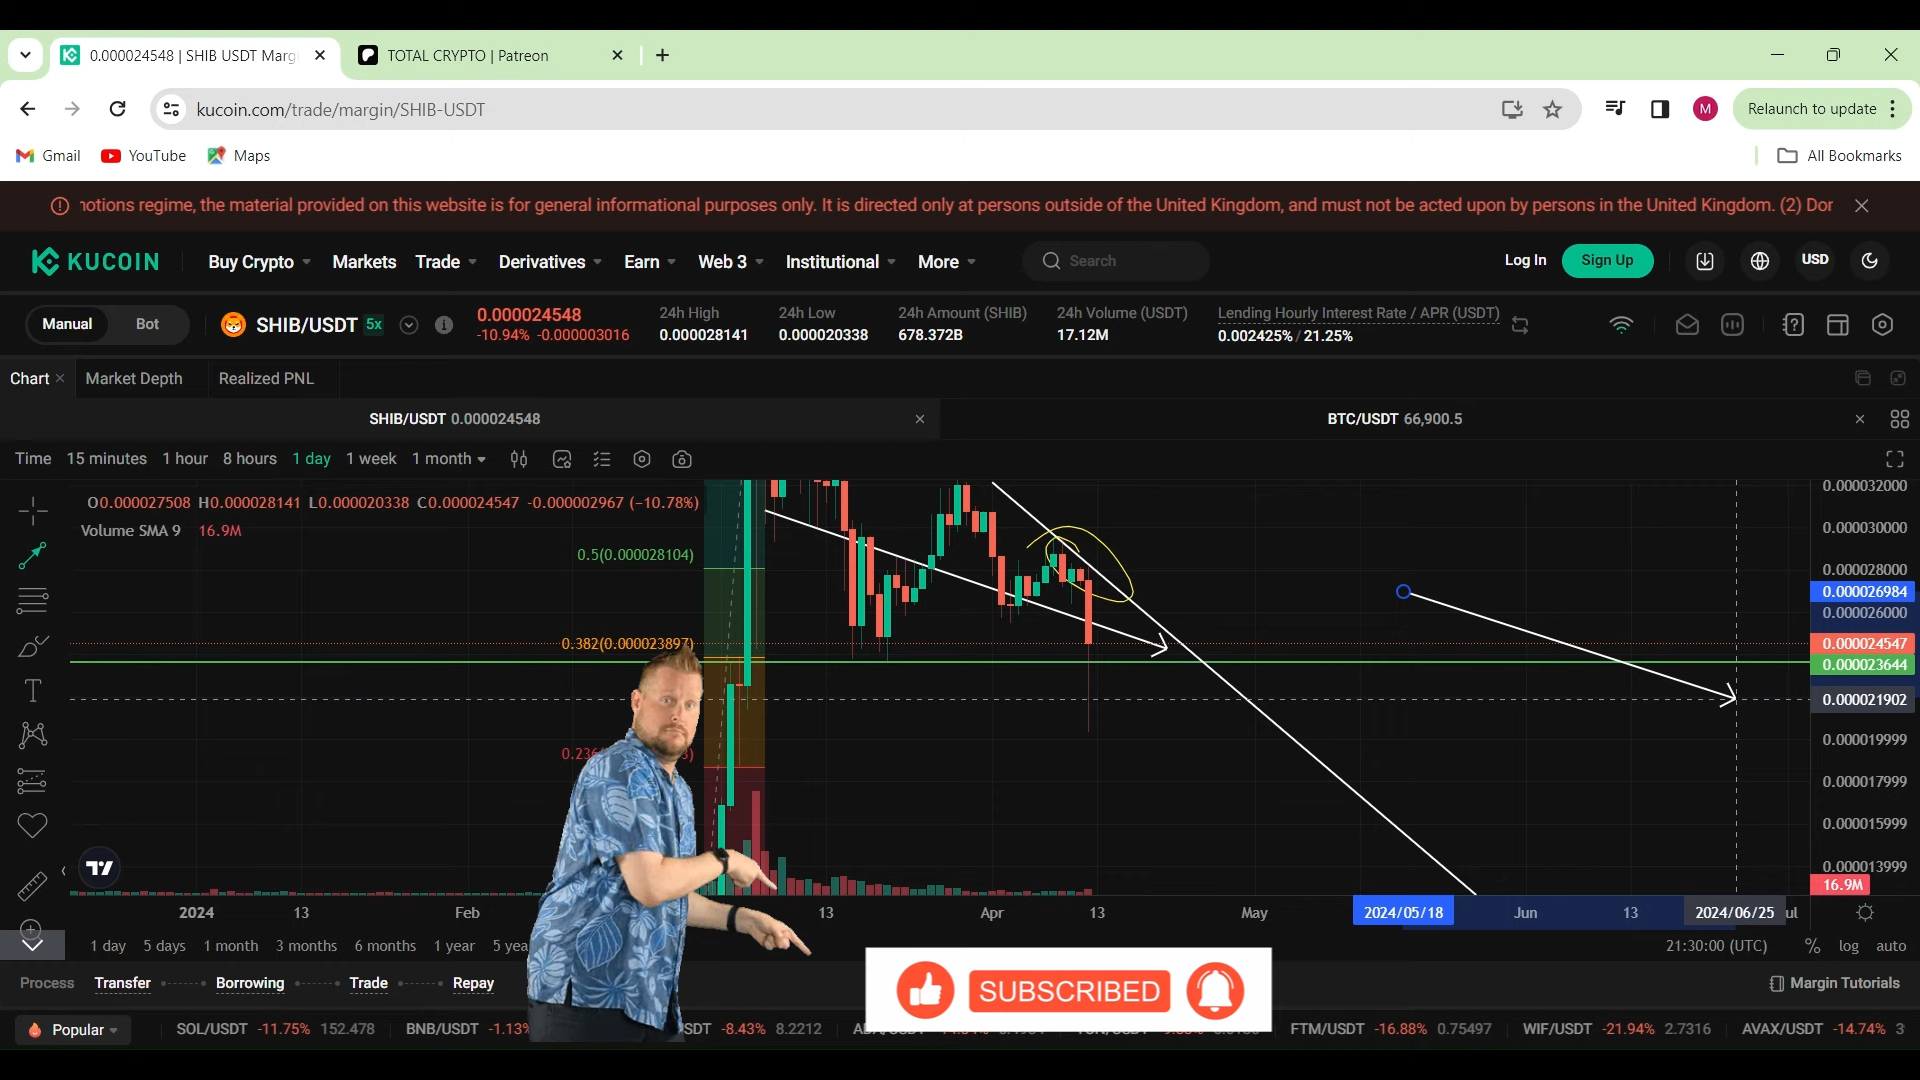 0.000024548 | SHIB USDT Marg
TOTAL CRYPTO | Patreon
kucoin.com/trade/margin/SHIB-USDT
M
Relaunch to update
Gmail
YouTube
Maps
All Bookmarks
notions regime, the material provided on this website is for general informational purposes only. It is directed only at persons outside of the United Kingdom, and must not be acted upon by persons in the United Kingdom. (2) Dor
KUCOIN
Buy Crypto
Markets
Trade
Derivatives
Earn
Web 3
Institutional
More
Search
Log In
Sign Up
USD
Manual
Bot
SHIB/USDT 5x
0.000024548
-10.94% -0.000003016
24h High
0.000028141
24h Low
0.000020338
24h Amount (SHIB)
678.372B
24h Volume (USDT)
17.12M
Lending Hourly Interest Rate / APR (USDT)
0.002425% / 21.25%
Chart
Market Depth
Realized PNL
SHIB/USDT 0.000024548
BTC/USDT 66,900.5
Time 15 minutes 1 hour 8 hours 1 day 1 week 1 month
O0.000027508 H0.000028141 L0.000020338 C0.000024547 -0.000002967 (−10.78%)
Volume SMA 9 16.9M
0.5(0.000028104)
0.382(0.000023897)
0.000032000
0.000030000
0.000028000
0.000026984
0.000026000
0.000024547
0.000023644
0.000021902
0.000019999
0.000017999
0.000015999
0.000013999
16.9M
2024
13
Feb
13
Apr
13
May
2024/05/18
Jun
13
2024/06/25
ul
1 day 5 days 1 month 3 months 6 months 1 year 5 yea
21:30:00 (UTC)
% log auto
Process Transfer Borrowing Trade Repay
Margin Tutorials
SUBSCRIBED
Popular
SOL/USDT -11.75% 152.478
BNB/USDT -1.13%
SDT -8.43% 8.2212
FTM/USDT -16.88% 0.75497
WIF/USDT -21.94% 2.7316
AVAX/USDT -14.74% 3